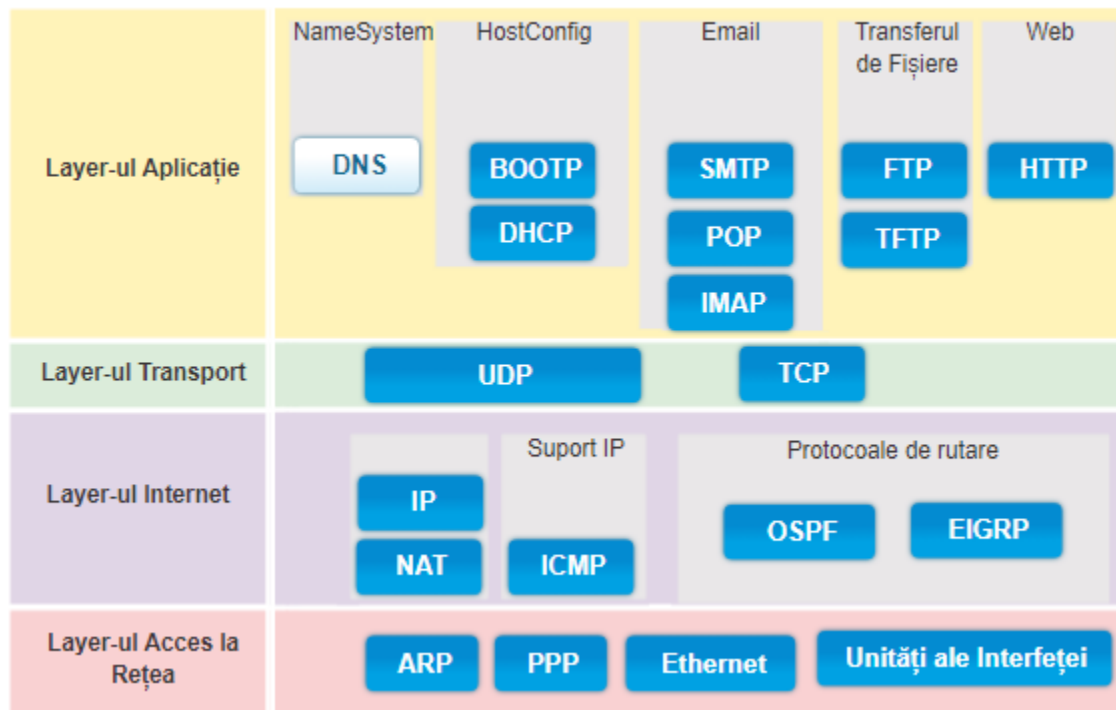 NameSystem HostConfig Email Transferul Web
de Fișiere
Layer-ul Aplicație
DNS BOOTP SMTP FTP HTTP
DHCP POP TFTP
IMAP
Layer-ul Transport
UDP TCP
Layer-ul Internet
Suport IP Protocoale de rutare
IP OSPF EIGRP
NAT ICMP
Layer-ul Acces la
Rețea
ARP PPP Ethernet Unități ale Interfeței